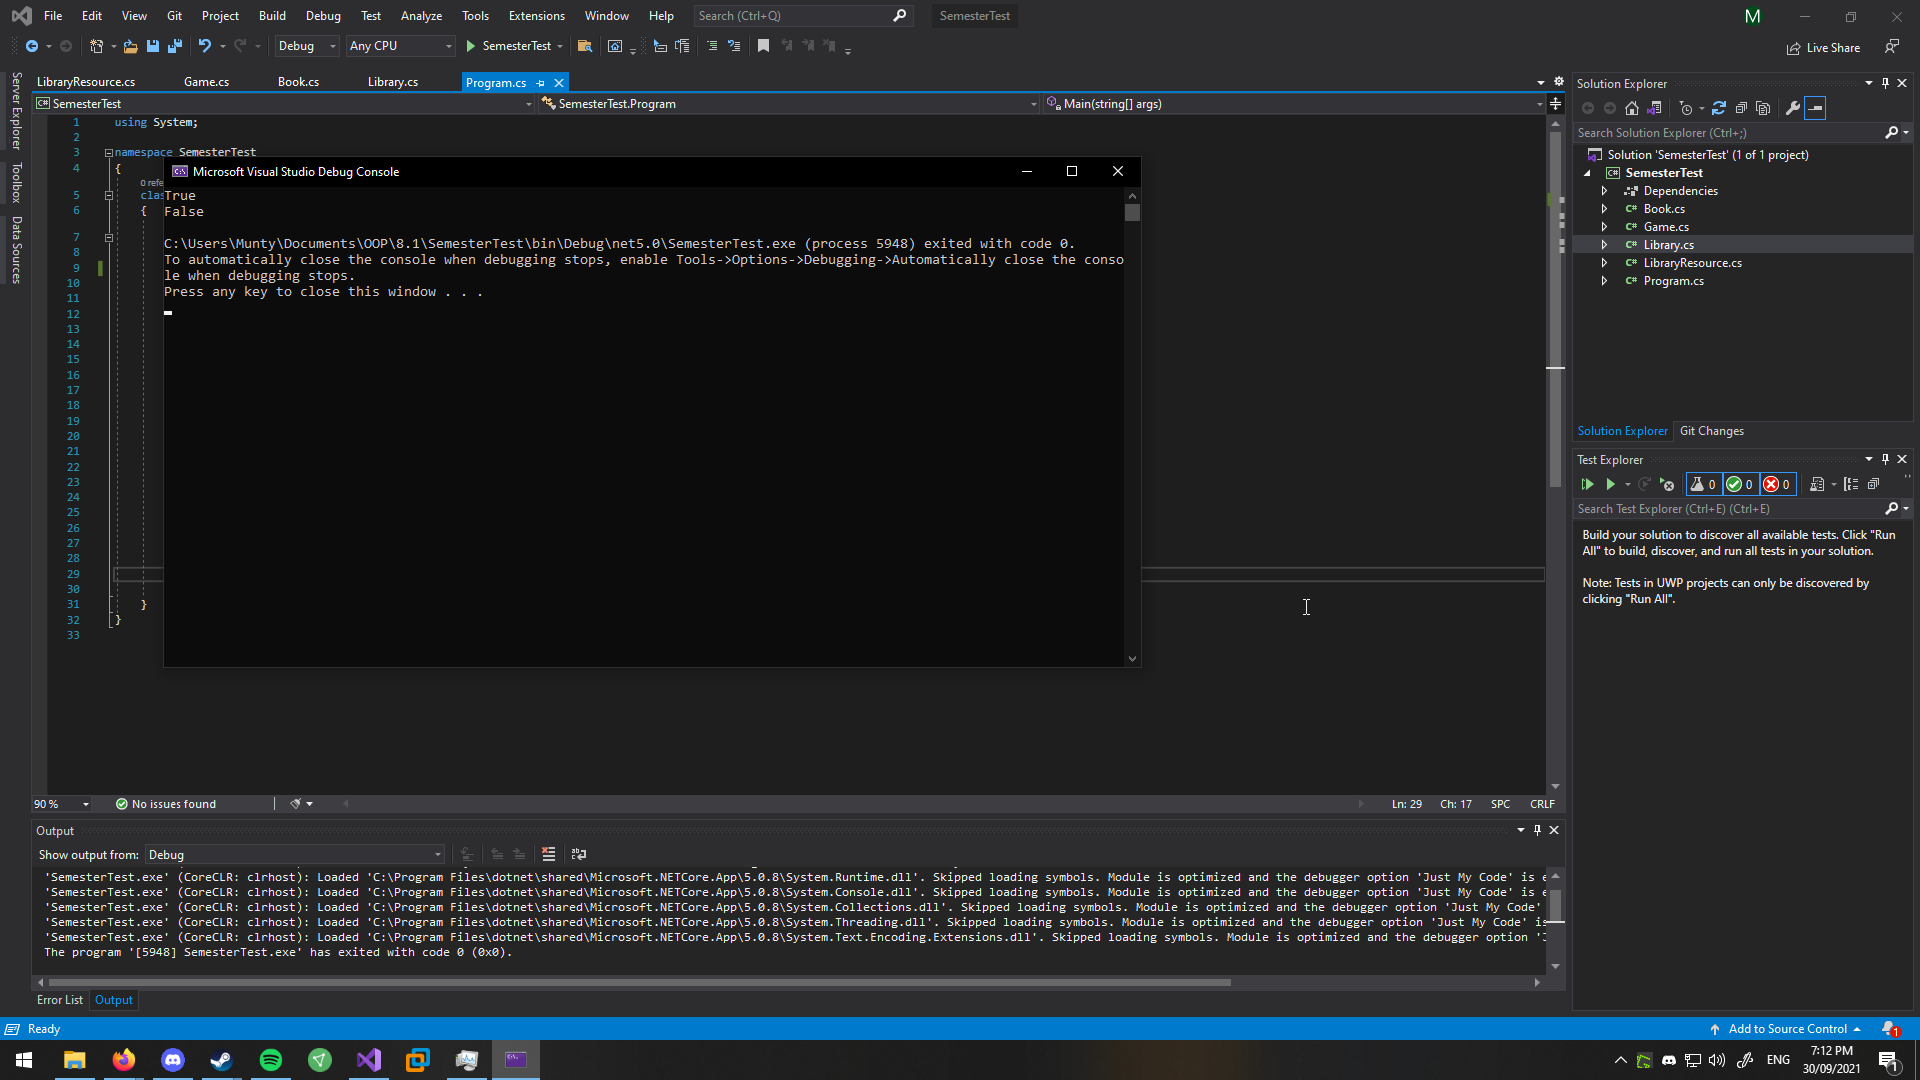 File Edit View Git Project Build Debug Test Analyze Tools Extensions Window Help Search (Ctrl+Q) SemesterTest M
Debug Any CPU SemesterTest Live Share
LibraryResource.cs Game.cs Book.cs Library.cs Program.cs
SemesterTest SemesterTest.Program Main(string[] args)
Server Explorer
Toolbox
Data Sources
1 using System;
2
3 namespace SemesterTest
4 {
0 refe
5 clas
6 {
7
8
9
10
11
12
13
14
15
16
17
18
19
20
21
22
23
24
25
26
27
28
29
30
31 }
32 }
33
Microsoft Visual Studio Debug Console
True
False
C:\Users\Munty\Documents\OOP\8.1\SemesterTest\bin\Debug\net5.0\SemesterTest.exe (process 5948) exited with code 0.
To automatically close the console when debugging stops, enable Tools->Options->Debugging->Automatically close the conso
le when debugging stops.
Press any key to close this window . . .
90 % No issues found Ln: 29 Ch: 17 SPC CRLF
Output
Show output from: Debug
'SemesterTest.exe' (CoreCLR: clrhost): Loaded 'C:\Program Files\dotnet\shared\Microsoft.NETCore.App\5.0.8\System.Runtime.dll'. Skipped loading symbols. Module is optimized and the debugger option 'Just My Code' is e
'SemesterTest.exe' (CoreCLR: clrhost): Loaded 'C:\Program Files\dotnet\shared\Microsoft.NETCore.App\5.0.8\System.Console.dll'. Skipped loading symbols. Module is optimized and the debugger option 'Just My Code' is e
'SemesterTest.exe' (CoreCLR: clrhost): Loaded 'C:\Program Files\dotnet\shared\Microsoft.NETCore.App\5.0.8\System.Collections.dll'. Skipped loading symbols. Module is optimized and the debugger option 'Just My Code'
'SemesterTest.exe' (CoreCLR: clrhost): Loaded 'C:\Program Files\dotnet\shared\Microsoft.NETCore.App\5.0.8\System.Threading.dll'. Skipped loading symbols. Module is optimized and the debugger option 'Just My Code' is
'SemesterTest.exe' (CoreCLR: clrhost): Loaded 'C:\Program Files\dotnet\shared\Microsoft.NETCore.App\5.0.8\System.Text.Encoding.Extensions.dll'. Skipped loading symbols. Module is optimized and the debugger option 'J
The program '[5948] SemesterTest.exe' has exited with code 0 (0x0).
Error List Output
Solution Explorer
Search Solution Explorer (Ctrl+;)
Solution 'SemesterTest' (1 of 1 project)
SemesterTest
Dependencies
Book.cs
Game.cs
Library.cs
LibraryResource.cs
Program.cs
Solution Explorer Git Changes
Test Explorer
0 0 0
Search Test Explorer (Ctrl+E) (Ctrl+E)
Build your solution to discover all available tests. Click "Run
All" to build, discover, and run all tests in your solution.
Note: Tests in UWP projects can only be discovered by
clicking "Run All".
Ready Add to Source Control 1
ENG 7:12 PM
30/09/2021 1